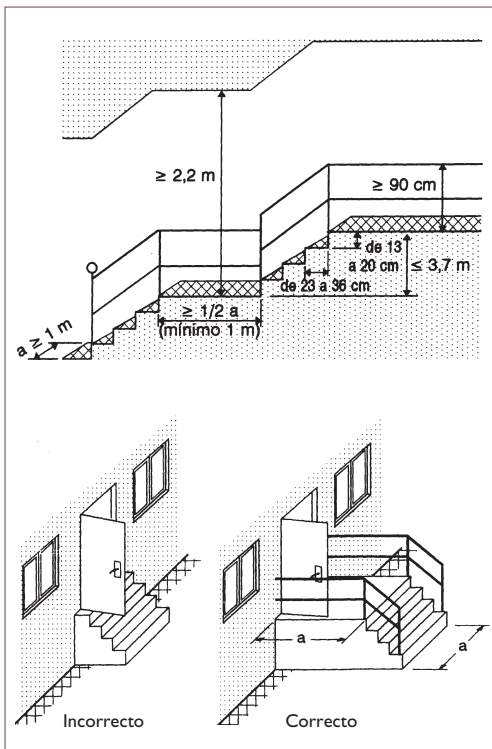 ≥ 2,2 m
≥ 90 cm
de 13
a 20 cm
≤ 3,7 m
de 23 a 36 cm
≥ 1/2 a
(mínimo 1 m)
a ≥ 1 m
a
a
Incorrecto
Correcto